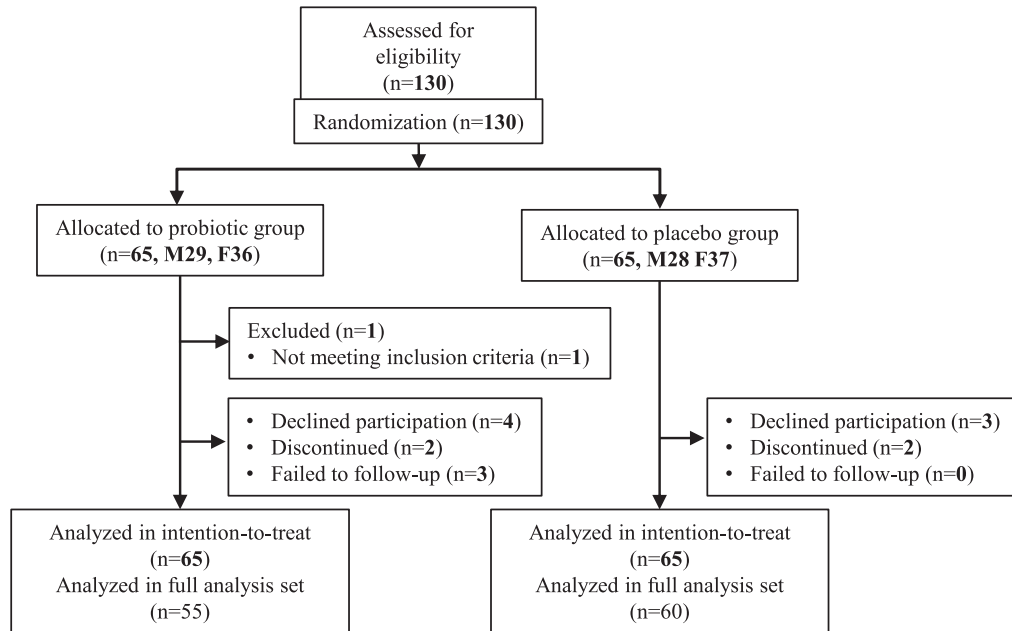 Assessed for
eligibility
(n=130)
Randomization (n=130)
Allocated to probiotic group
(n=65, M29, F36)
Allocated to placebo group
(n=65, M28 F37)
Excluded (n=1)
• Not meeting inclusion criteria (n=1)
• Declined participation (n=4)
• Discontinued (n=2)
• Failed to follow-up (n=3)
• Declined participation (n=3)
• Discontinued (n=2)
• Failed to follow-up (n=0)
Analyzed in intention-to-treat
(n=65)
Analyzed in full analysis set
(n=55)
Analyzed in intention-to-treat
(n=65)
Analyzed in full analysis set
(n=60)